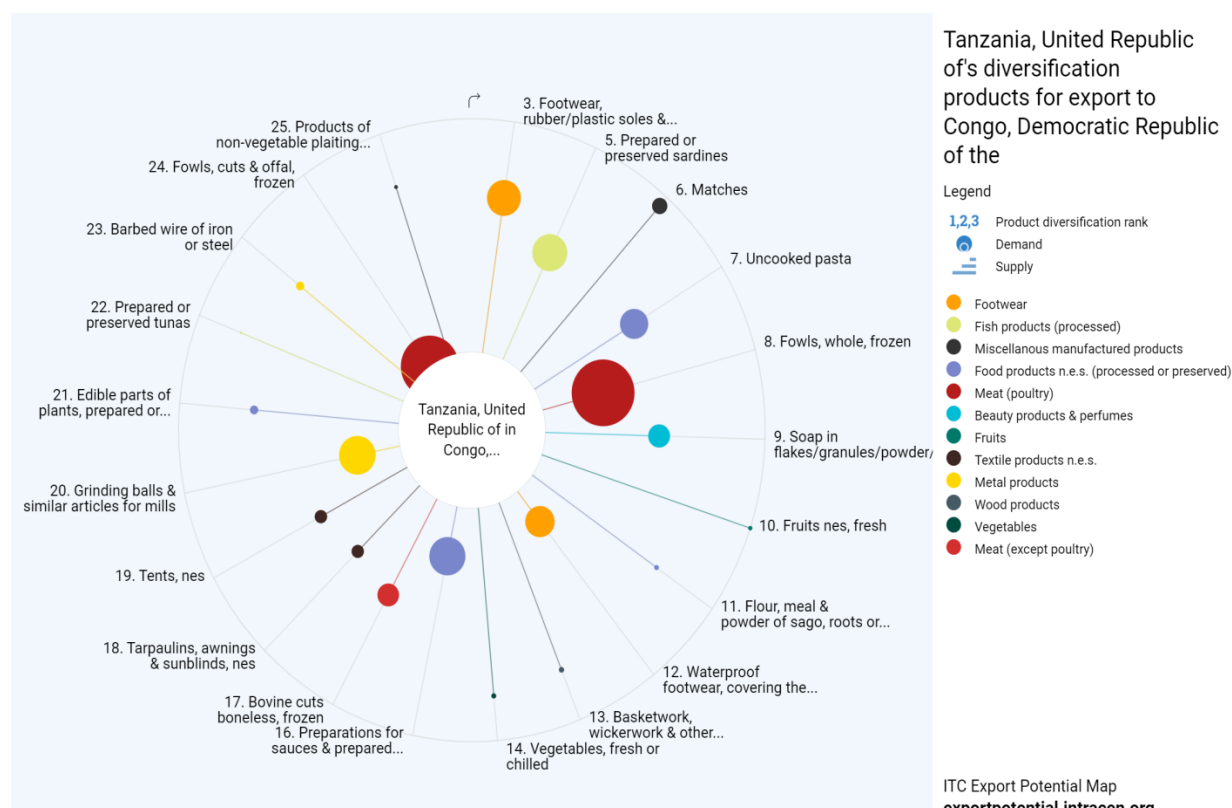 Tanzania, United Republic
of's diversification
products for export to
Congo, Democratic Republic
of the
Legend
1,2,3 Product diversification rank
Demand
Supply
Footwear
Fish products (processed)
Miscellanous manufactured products
Food products n.e.s. (processed or preserved)
Meat (poultry)
Beauty products & perfumes
Fruits
Textile products n.e.s.
Metal products
Wood products
Vegetables
Meat (except poultry)
3. Footwear,
rubber/plastic soles &...
5. Prepared or
preserved sardines
6. Matches
7. Uncooked pasta
8. Fowls, whole, frozen
9. Soap in
flakes/granules/powder/
10. Fruits nes, fresh
11. Flour, meal &
powder of sago, roots or...
12. Waterproof
footwear, covering the...
13. Basketwork,
wickerwork & other...
14. Vegetables, fresh or
chilled
16. Preparations for
sauces & prepared...
17. Bovine cuts
boneless, frozen
18. Tarpaulins, awnings
& sunblinds, nes
19. Tents, nes
20. Grinding balls &
similar articles for mills
21. Edible parts of
plants, prepared or...
22. Prepared or
preserved tunas
23. Barbed wire of iron
or steel
24. Fowls, cuts & offal,
frozen
25. Products of
non-vegetable plaiting...
Tanzania, United
Republic of in
Congo,...
ITC Export Potential Map
exportpotential.intracen.org